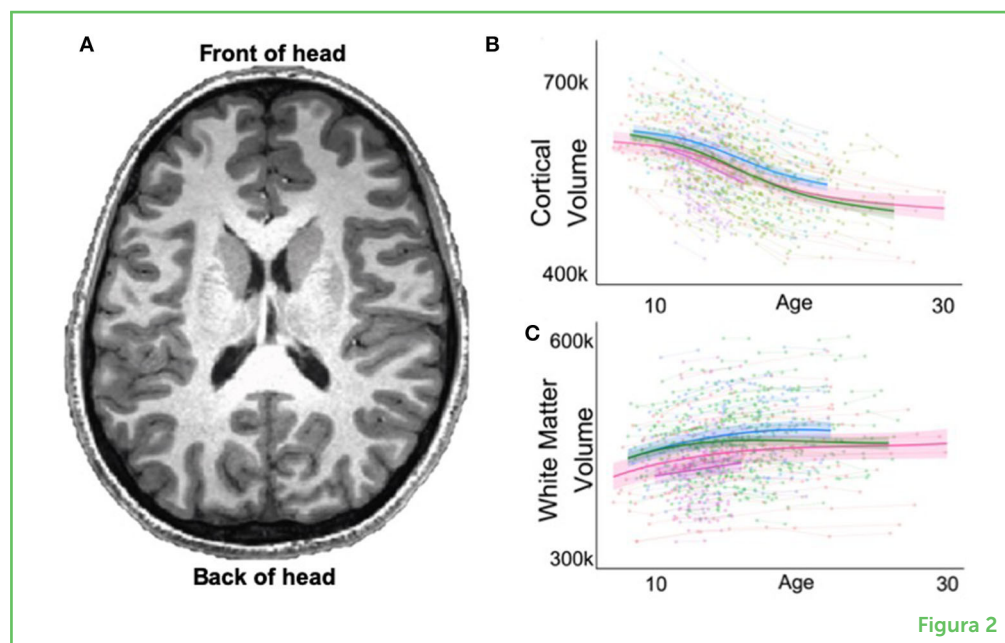 A
Front of head
Back of head
B
700k
Cortical
Volume
400k
10
Age
30
C
600k
White Matter
Volume
300k
10
Age
30
Figura 2